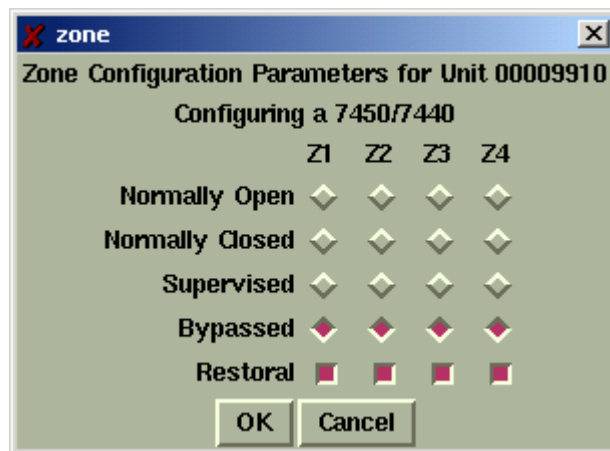 zone
Zone Configuration Parameters for Unit 00009910
Configuring a 7450/7440
Z1 Z2 Z3 Z4
Normally Open
Normally Closed
Supervised
Bypassed
Restoral
OK Cancel